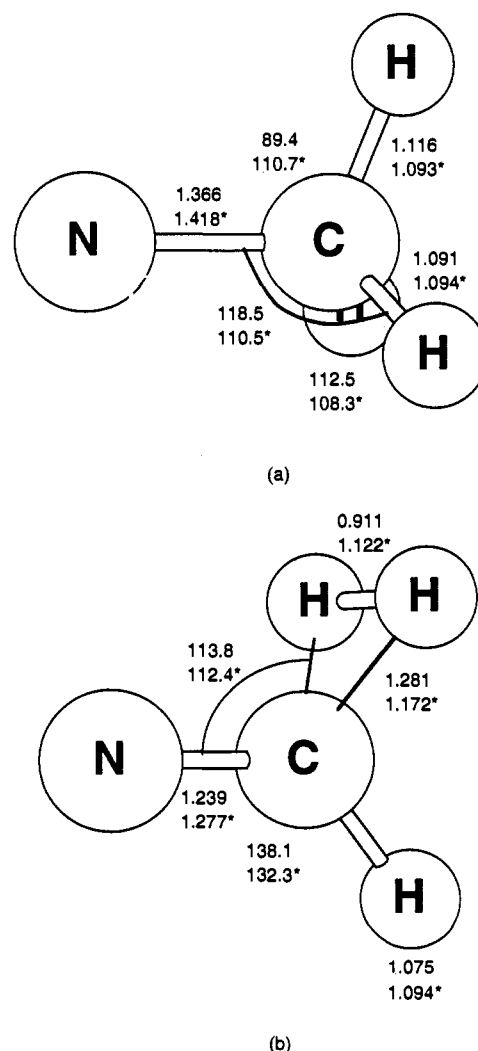 H
89.4
110.7*
1.116
1.093*
1.366
1.418*
N
C
1.091
1.094*
118.5
110.5*
H
112.5
108.3*
(a)
0.911
1.122*
H
H
113.8
112.4*
1.281
1.172*
N
C
1.239
1.277*
138.1
132.3*
H
1.075
1.094*
(b)